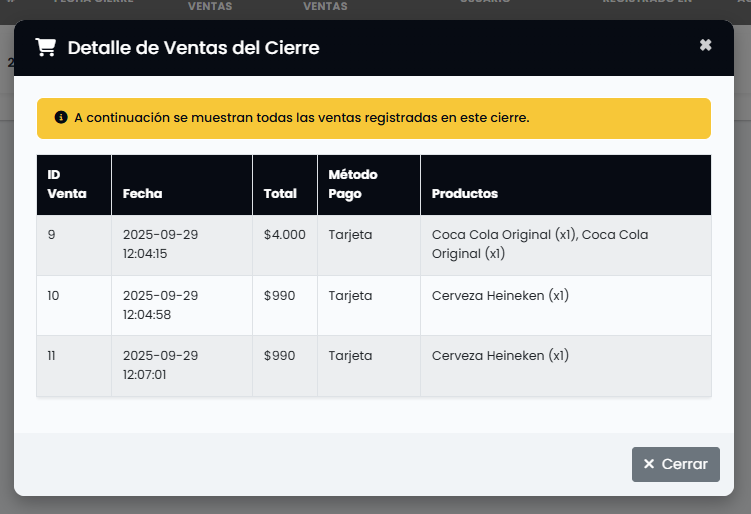 VENTAS
VENTAS
Detalle de Ventas del Cierre
A continuación se muestran todas las ventas registradas en este cierre.
ID Venta Fecha Total Método Pago Productos
9 2025-09-29 12:04:15 $4.000 Tarjeta Coca Cola Original (x1), Coca Cola Original (x1)
10 2025-09-29 12:04:58 $990 Tarjeta Cerveza Heineken (x1)
11 2025-09-29 12:07:01 $990 Tarjeta Cerveza Heineken (x1)
Cerrar